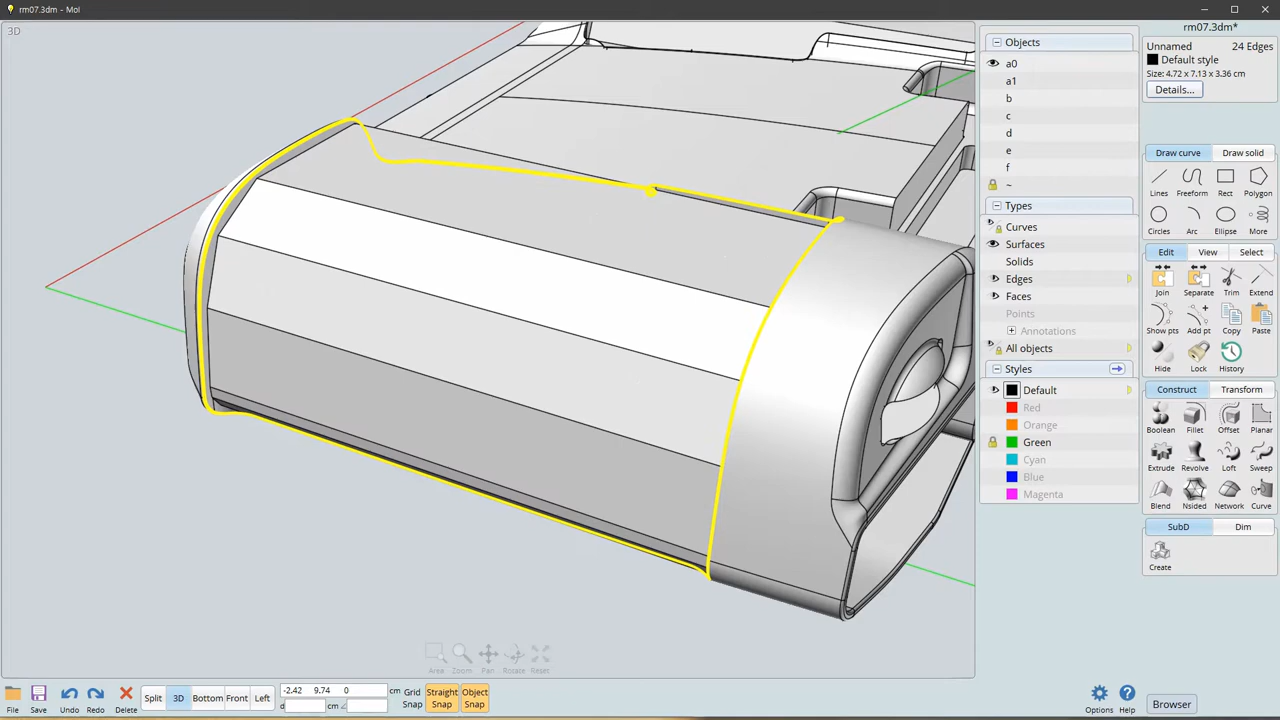 rm07.3dm - MoI
3D
Objects
a0
a1
b
c
d
e
f
~
Types
Curves
Surfaces
Solids
Edges
Faces
Points
Annotations
All objects
Styles
Default
Red
Orange
Green
Cyan
Blue
Magenta
rm07.3dm*
Unnamed 24 Edges
Default style
Size: 4.72 x 7.13 x 3.36 cm
Details...
Draw curve Draw solid
Lines Freeform Rect Polygon
Circles Arc Ellipse More
Edit View Select
Join Separate Trim Extend
Show pts Add pt Copy Paste
Hide Lock History
Construct Transform
Boolean Fillet Offset Planar
Extrude Revolve Loft Sweep
Blend Nsided Network Curve
SubD Dim
Create
Area Zoom Pan Rotate Reset
File Save Undo Redo Delete Split 3D Bottom Front Left
-2.42 9.74 0 cm
d cm
Grid Snap
Straight Snap
Object Snap
Options Help
Browser